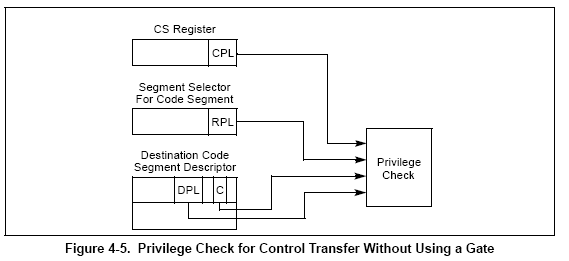 CS Register
CPL
Segment Selector
For Code Segment
RPL
Destination Code
Segment Descriptor
DPL
C
Privilege
Check
Figure 4-5. Privilege Check for Control Transfer Without Using a Gate